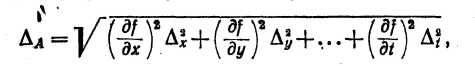 Δ_A = √((∂f/∂x)² Δ_x² + (∂f/∂y)² Δ_y² + ... + (∂f/∂t)² Δ_t²),